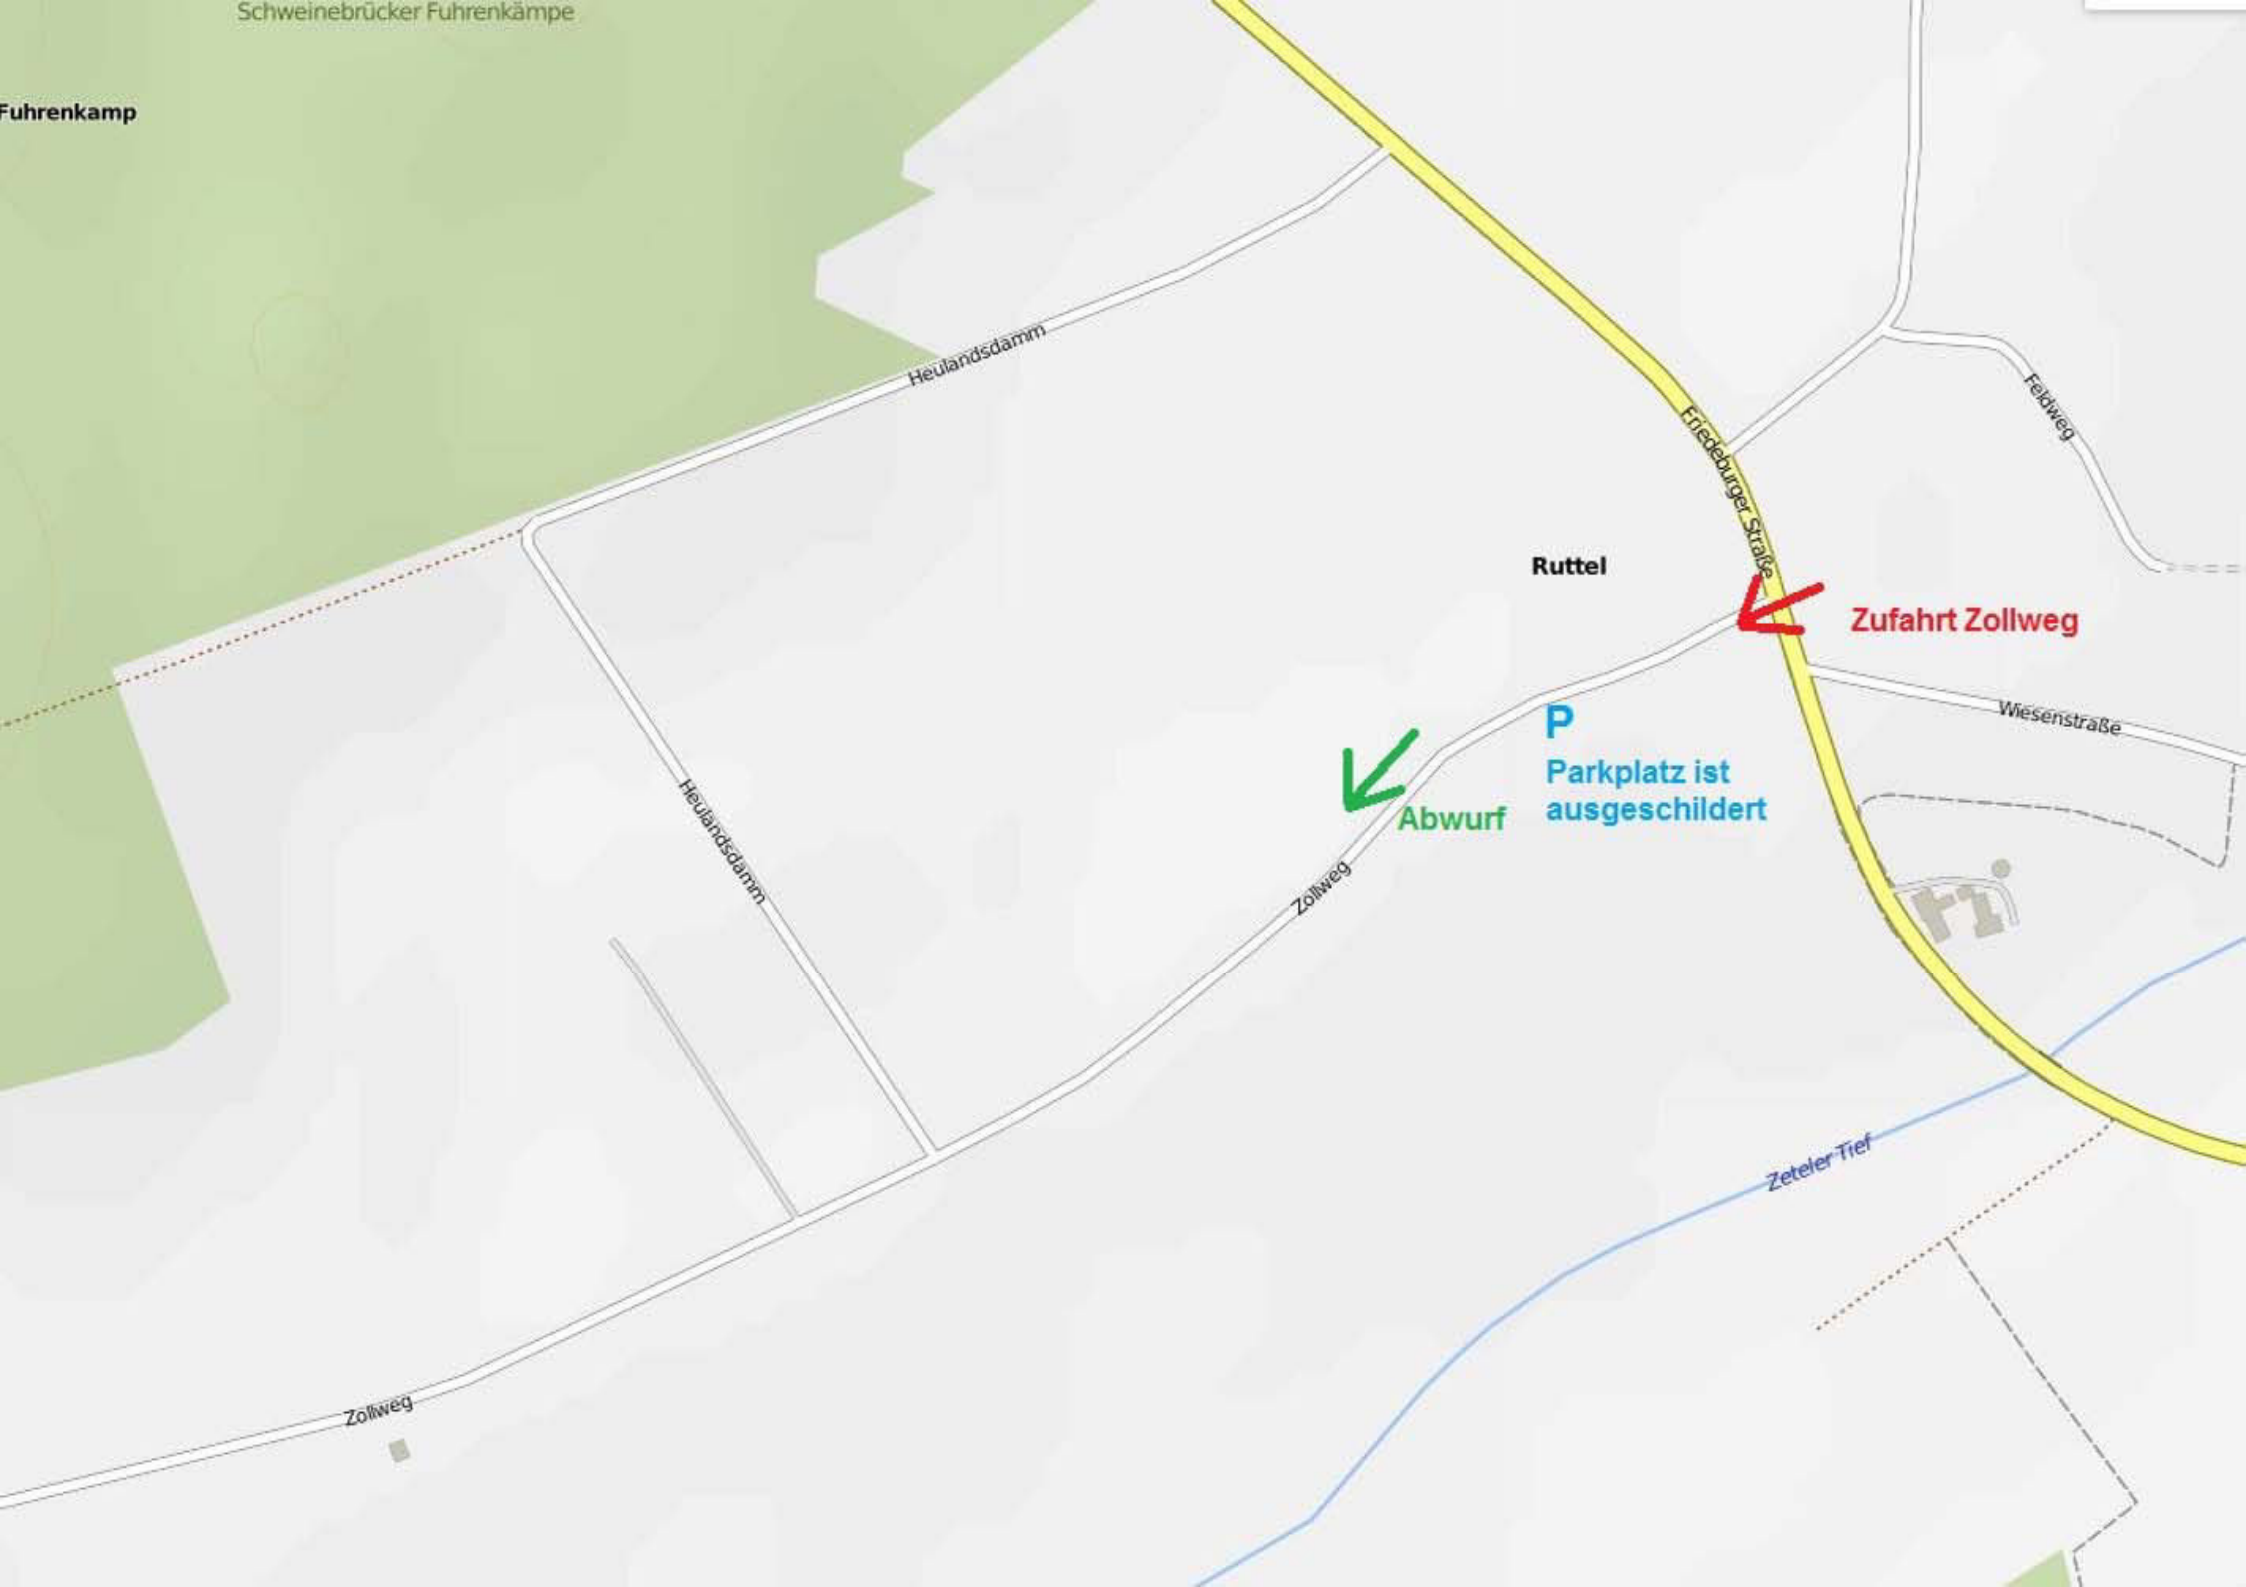 Schweinebrücker Fuhrenkämpe
Fuhrenkamp
Heulandsdamm
Friedeburger Straße
Feldweg
Ruttel
Zufahrt Zollweg
Wiesenstraße
P
Parkplatz ist
ausgeschildert
Abwurf
Heulandsdamm
Zollweg
Zeteler Tief
Zollweg